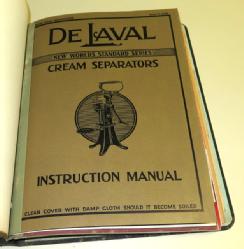 DE LAVAL
NEW WORLD'S STANDARD SERIES
CREAM SEPARATORS
INSTRUCTION MANUAL
CLEAN COVER WITH DAMP CLOTH SHOULD IT BECOME SOILED